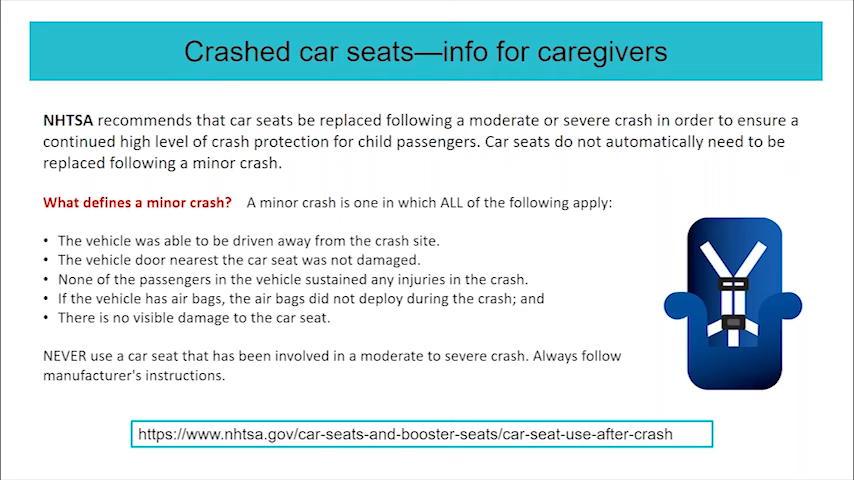 Crashed car seats—info for caregivers
NHTSA recommends that car seats be replaced following a moderate or severe crash in order to ensure a
continued high level of crash protection for child passengers. Car seats do not automatically need to be
replaced following a minor crash.
What defines a minor crash? A minor crash is one in which ALL of the following apply:
• The vehicle was able to be driven away from the crash site.
• The vehicle door nearest the car seat was not damaged.
• None of the passengers in the vehicle sustained any injuries in the crash.
• If the vehicle has air bags, the air bags did not deploy during the crash; and
• There is no visible damage to the car seat.
NEVER use a car seat that has been involved in a moderate to severe crash. Always follow
manufacturer's instructions.
https://www.nhtsa.gov/car-seats-and-booster-seats/car-seat-use-after-crash